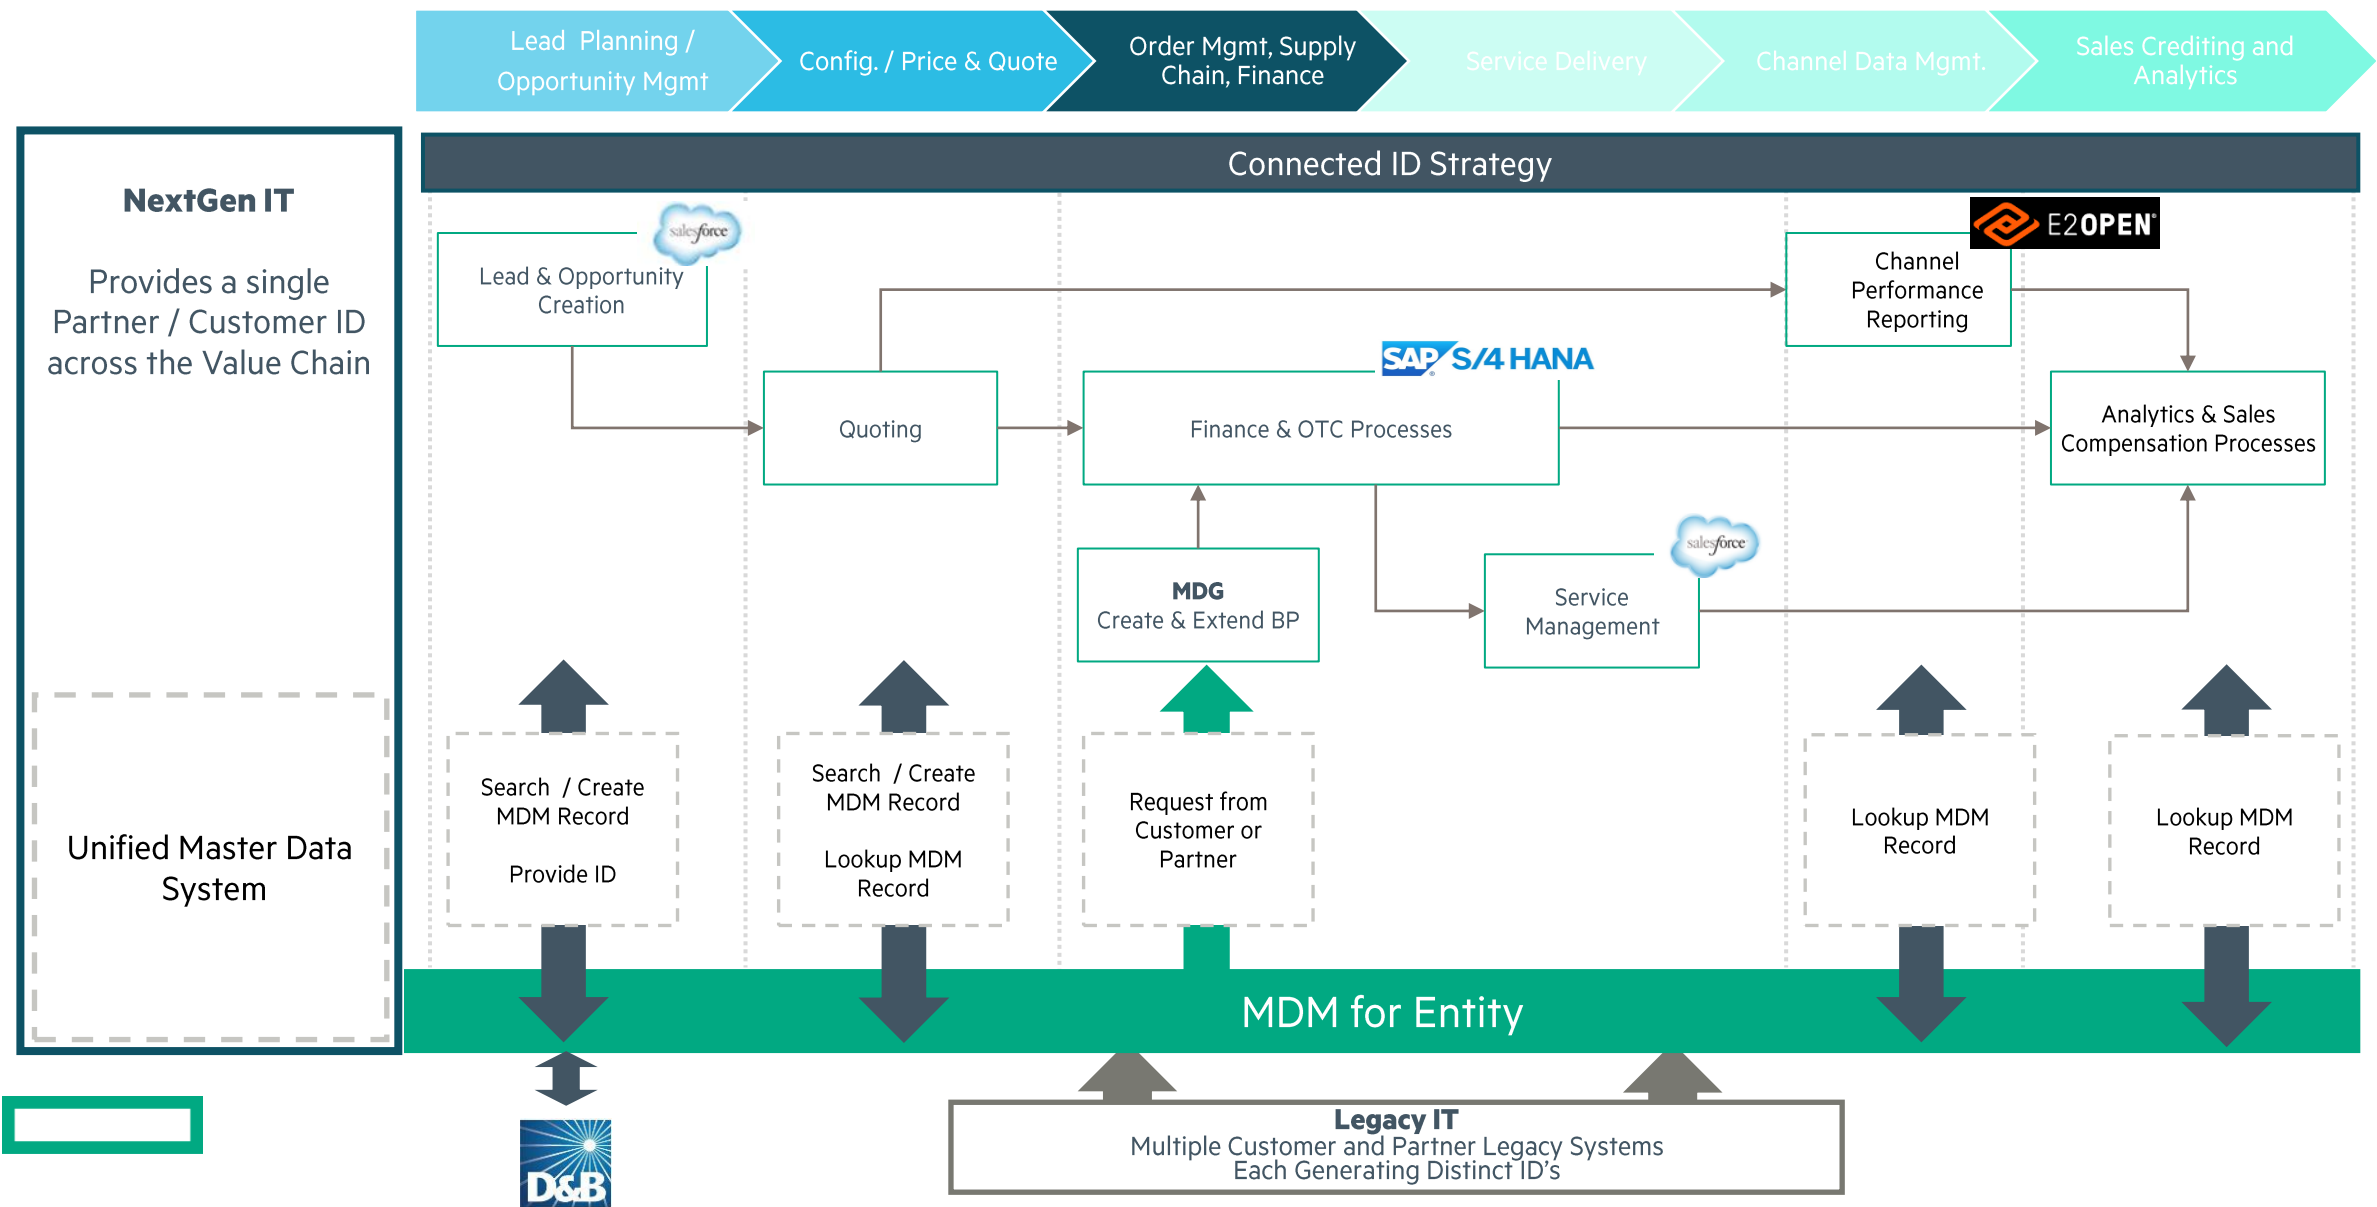 Lead  Planning /
Opportunity Mgmt
Config. / Price & Quote
Order Mgmt, Supply
Chain, Finance
Service Delivery
Channel Data Mgmt.
Sales Crediting and
Analytics
Connected ID Strategy
NextGen IT
Provides a single
Partner / Customer ID
across the Value Chain
Unified Master Data
System
salesforce
Lead & Opportunity
Creation
E2OPEN
Channel
Performance
Reporting
SAP S/4 HANA
Quoting
Finance & OTC Processes
Analytics & Sales
Compensation Processes
MDG
Create & Extend BP
salesforce
Service
Management
Search  / Create
MDM Record
Provide ID
Search  / Create
MDM Record
Lookup MDM
Record
Request from
Customer or
Partner
Lookup MDM
Record
Lookup MDM
Record
MDM for Entity
D&B
Legacy IT
Multiple Customer and Partner Legacy Systems
Each Generating Distinct ID’s